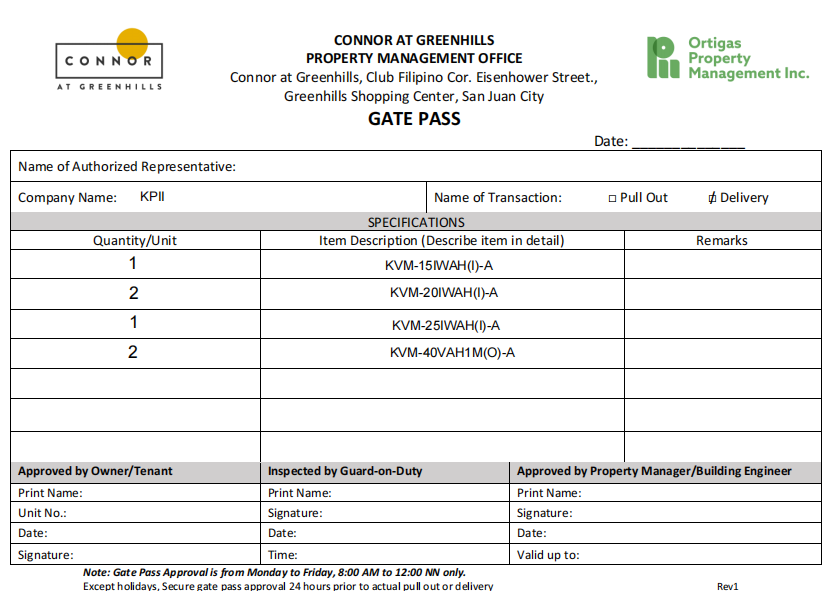 CONNOR
AT GREENHILLS
CONNOR AT GREENHILLS
PROPERTY MANAGEMENT OFFICE
Connor at Greenhills, Club Filipino Cor. Eisenhower Street.,
Greenhills Shopping Center, San Juan City
GATE PASS
Ortigas
Property
Management Inc.
Date: _______________
Name of Authorized Representative:
Company Name: KPII Name of Transaction: □ Pull Out □ Delivery
SPECIFICATIONS
Quantity/Unit Item Description (Describe item in detail) Remarks
1 KVM-15IWAH(I)-A
2 KVM-20IWAH(I)-A
1 KVM-25IWAH(I)-A
2 KVM-40VAH1M(O)-A
Approved by Owner/Tenant Inspected by Guard-on-Duty Approved by Property Manager/Building Engineer
Print Name: Print Name: Print Name:
Unit No.: Signature: Signature:
Date: Date: Date:
Signature: Time: Valid up to:
Note: Gate Pass Approval is from Monday to Friday, 8:00 AM to 12:00 NN only.
Except holidays, Secure gate pass approval 24 hours prior to actual pull out or delivery Rev1